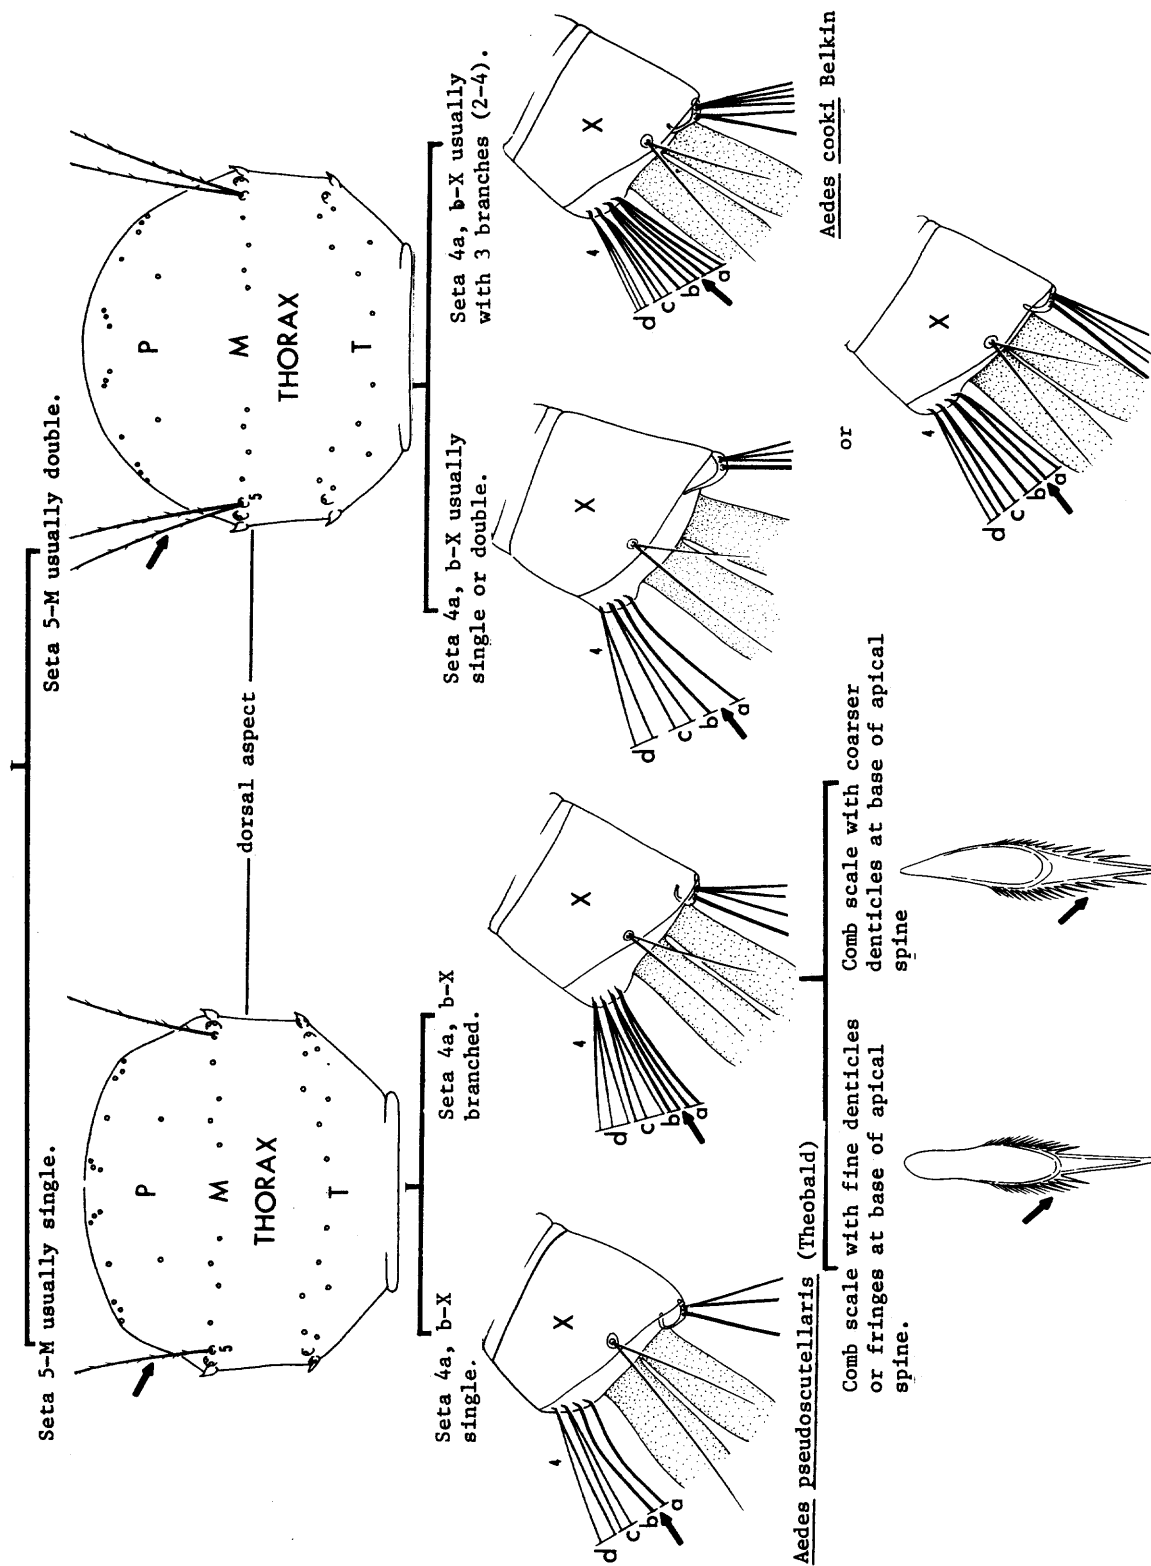 Seta 5-M usually single.
Seta 5-M usually double.
P
M
THORAX
T
5
dorsal aspect
P
M
THORAX
T
5
Seta 4a, b-X
single.
Seta 4a, b-X
branched.
Seta 4a, b-X usually
single or double.
Seta 4a, b-X usually
with 3 branches (2-4).
X
4
d
c
b
a
X
4
d
c
b
a
X
4
d
c
b
a
X
4
d
c
b
a
Aedes pseudoscutellaris (Theobald)
Aedes cooki Belkin
Comb scale with fine denticles
or fringes at base of apical
spine.
Comb scale with coarser
denticles at base of apical
spine
or
X
4
d
c
b
a